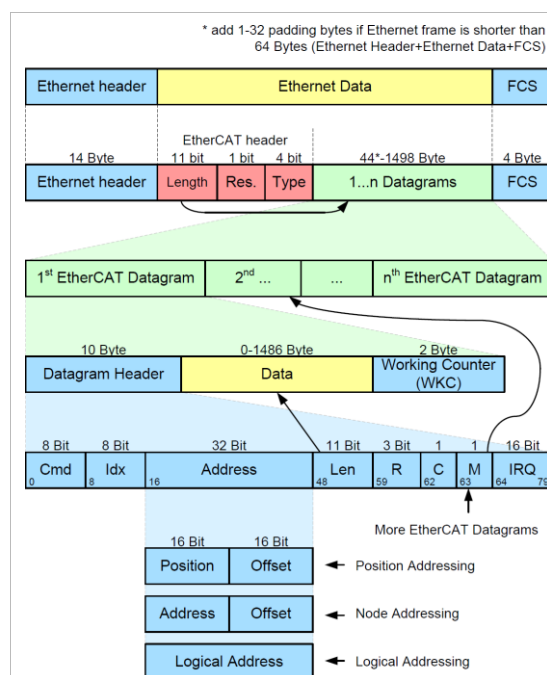 * add 1-32 padding bytes if Ethernet frame is shorter than
64 Bytes (Ethernet Header+Ethernet Data+FCS)
Ethernet header Ethernet Data FCS
EtherCAT header
14 Byte 11 bit 1 bit 4 bit 44*-1498 Byte 4 Byte
Ethernet header Length Res. Type 1...n Datagrams FCS
1st EtherCAT Datagram 2nd ... ... nth EtherCAT Datagram
10 Byte 0-1486 Byte 2 Byte
Datagram Header Data Working Counter
(WKC)
8 Bit 8 Bit 32 Bit 11 Bit 3 Bit 1 1 16 Bit
Cmd Idx Address Len R C M IRQ
0 8 16 48 59 62 63 64 79
More EtherCAT Datagrams
16 Bit 16 Bit
Position Offset Position Addressing
Address Offset Node Addressing
Logical Address Logical Addressing